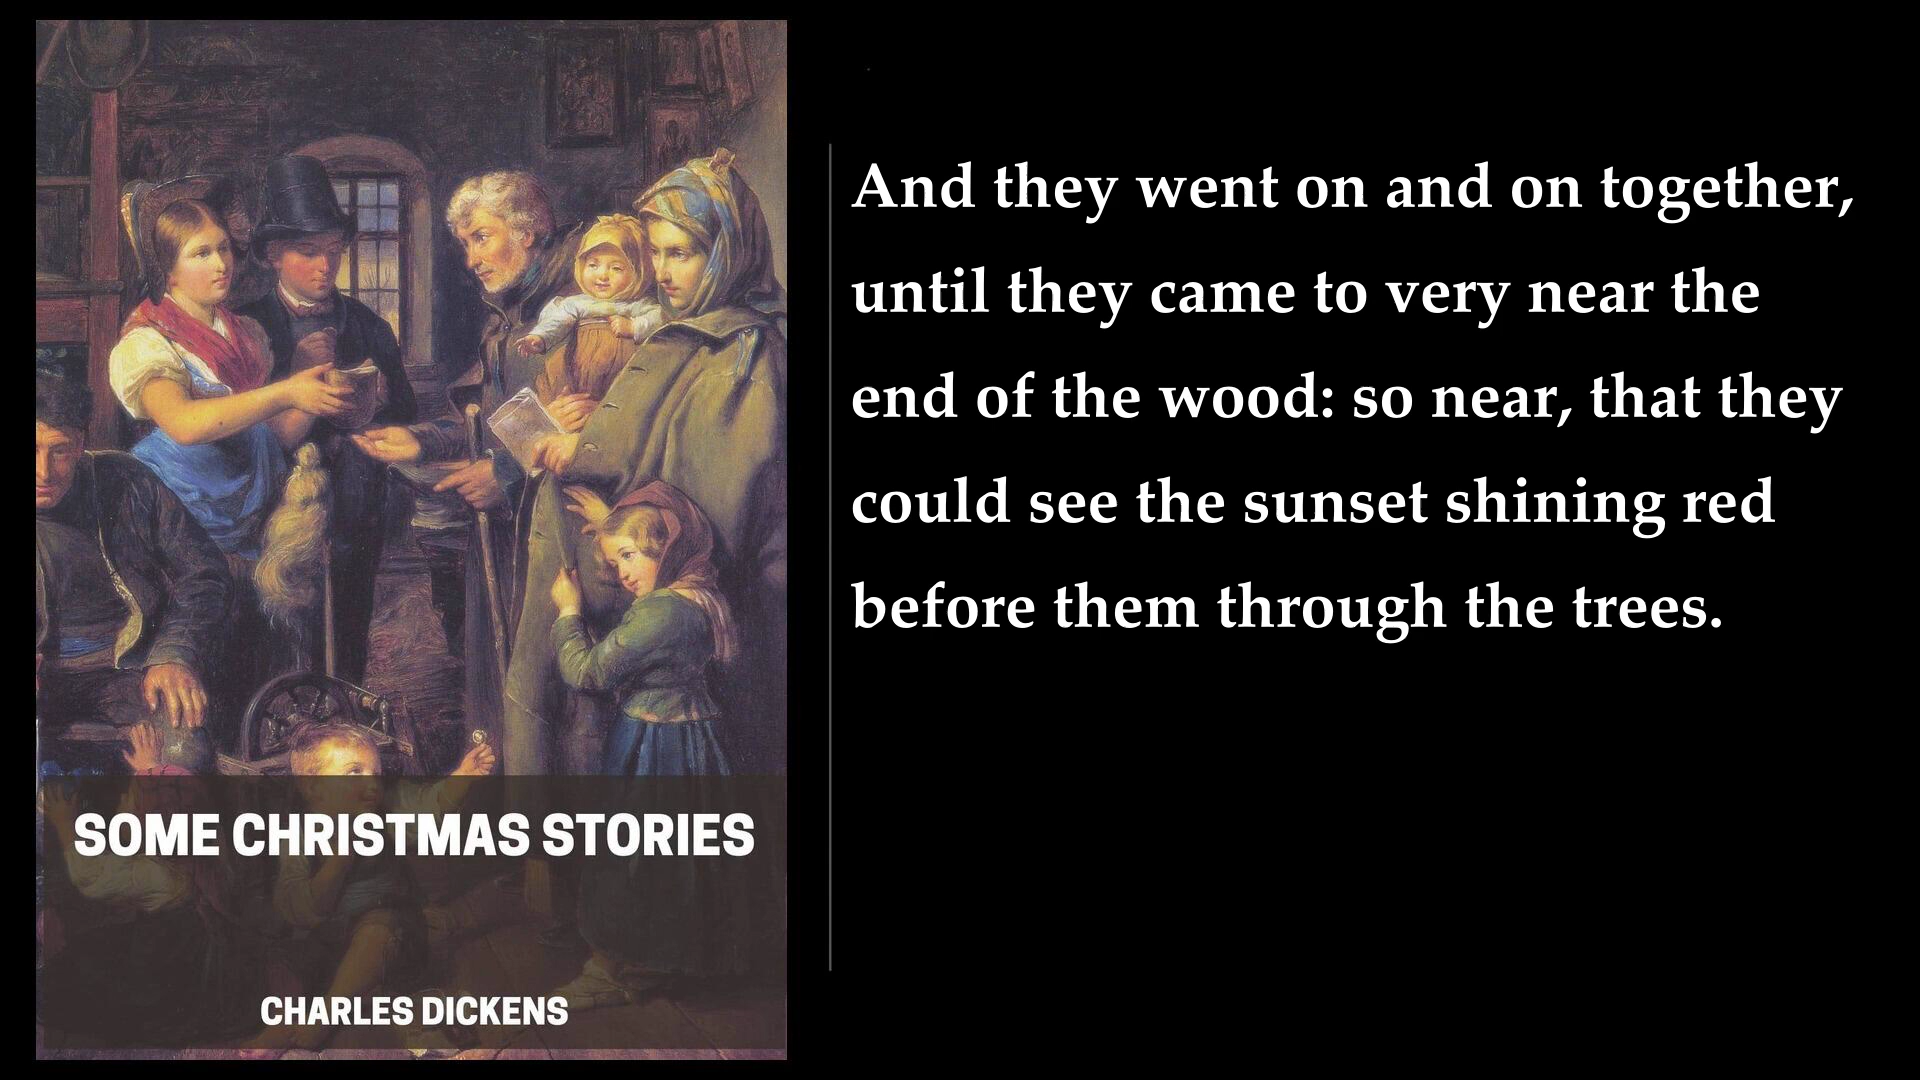 SOME CHRISTMAS STORIES
CHARLES DICKENS
And they went on and on together,
until they came to very near the
end of the wood: so near, that they
could see the sunset shining red
before them through the trees.